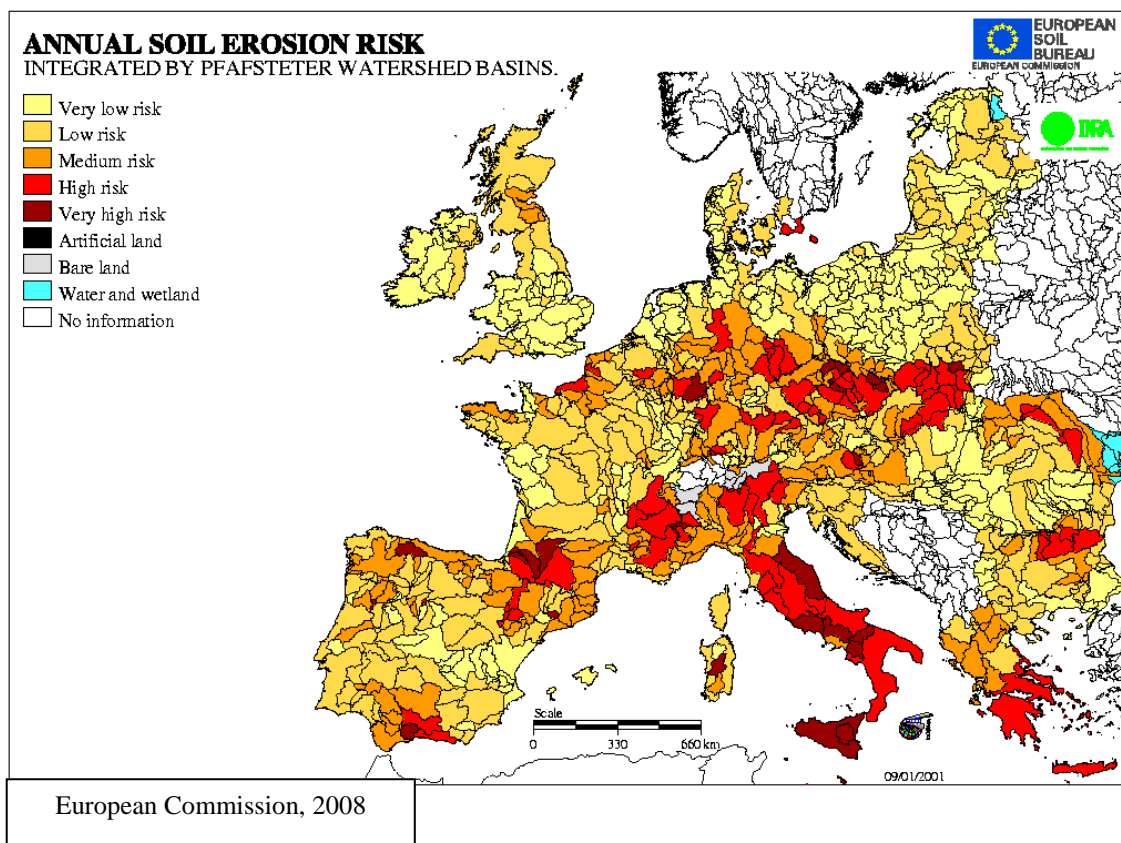 ANNUAL SOIL EROSION RISK
INTEGRATED BY PFAFSTETER WATERSHED BASINS.
EUROPEAN
SOIL
BUREAU
EUROPEAN COMMISSION
Very low risk
Low risk
Medium risk
High risk
Very high risk
Artificial land
Bare land
Water and wetland
No information
INRA
Scale
0 330 660 km
09/01/2001
European Commission, 2008